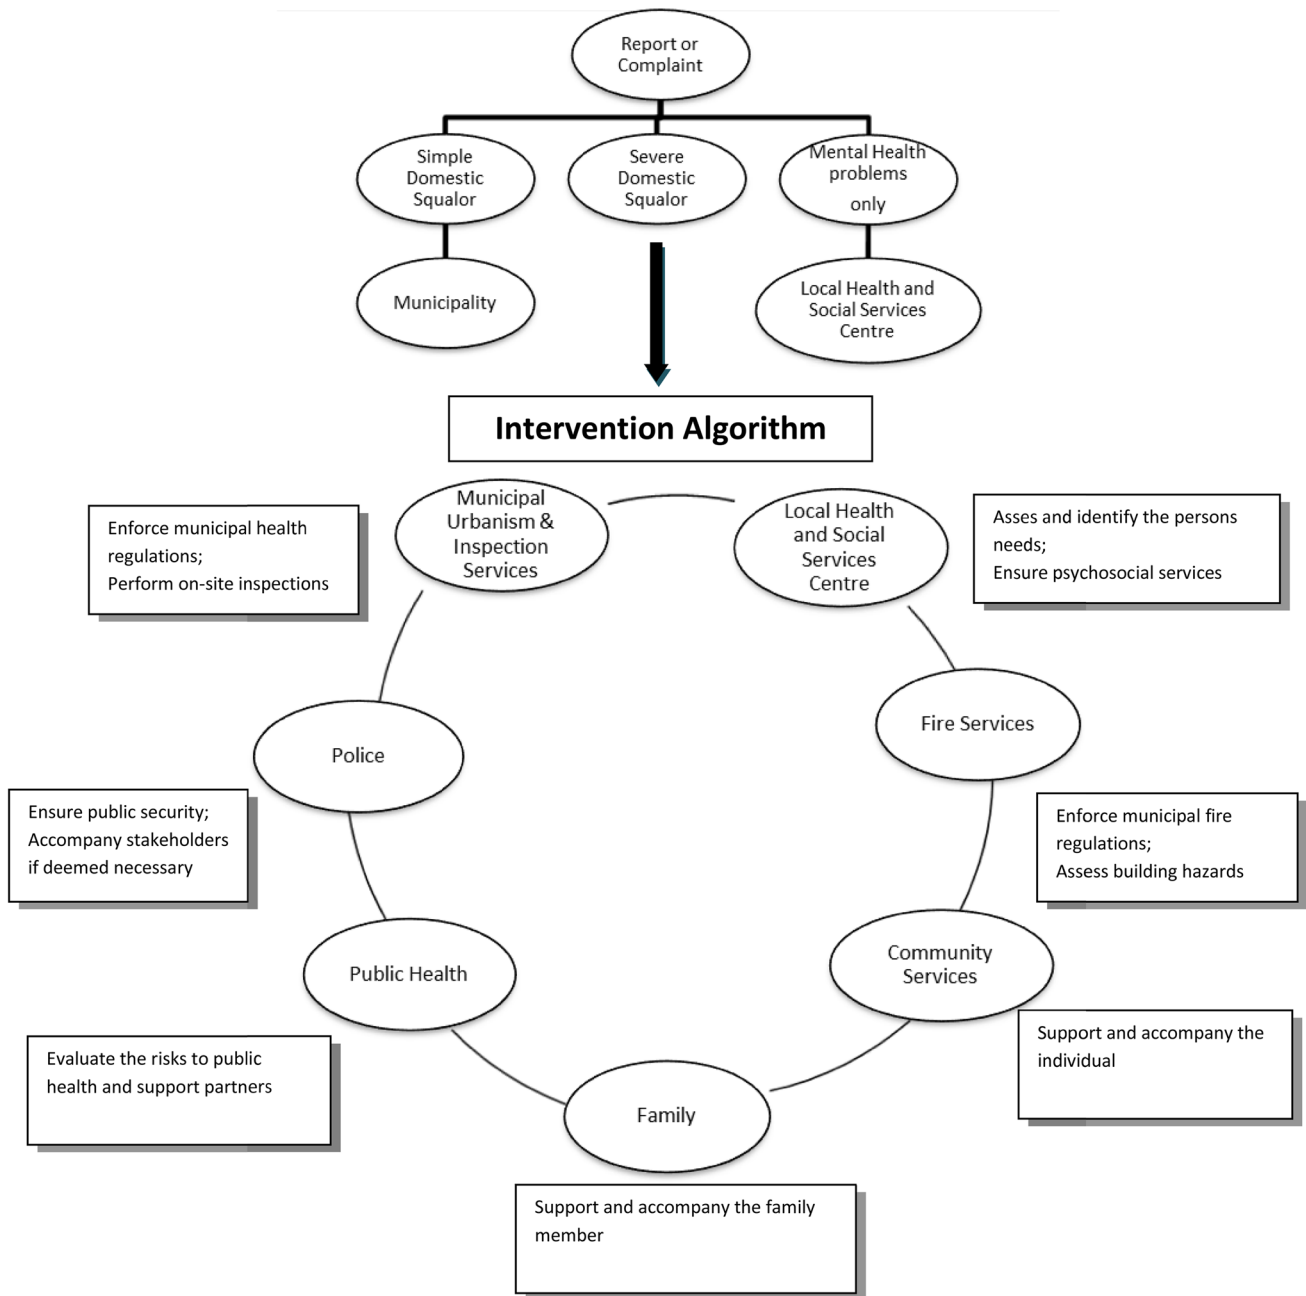 Report or
Complaint
Simple
Domestic
Squalor
Severe
Domestic
Squalor
Mental Health
problems
only
Municipality
Local Health and
Social Services
Centre
Intervention Algorithm
Municipal
Urbanism &
Inspection
Services
Local Health
and Social
Services
Centre
Enforce municipal health
regulations;
Perform on-site inspections
Asses and identify the persons
needs;
Ensure psychosocial services
Police
Fire Services
Ensure public security;
Accompany stakeholders
if deemed necessary
Enforce municipal fire
regulations;
Assess building hazards
Public Health
Community
Services
Evaluate the risks to public
health and support partners
Support and accompany the
individual
Family
Support and accompany the family
member